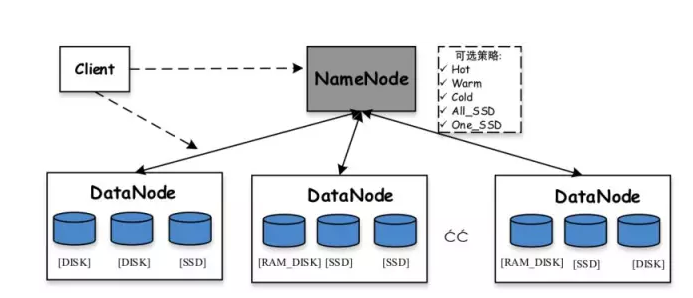 Client
NameNode
可选策略:
✓ Hot
✓ Warm
✓ Cold
✓ All_SSD
✓ One_SSD
DataNode
[DISK] [DISK] [SSD]
DataNode
[RAM_DISK] [SSD] [SSD]
ĆĆ
DataNode
[RAM_DISK] [SSD] [DISK]